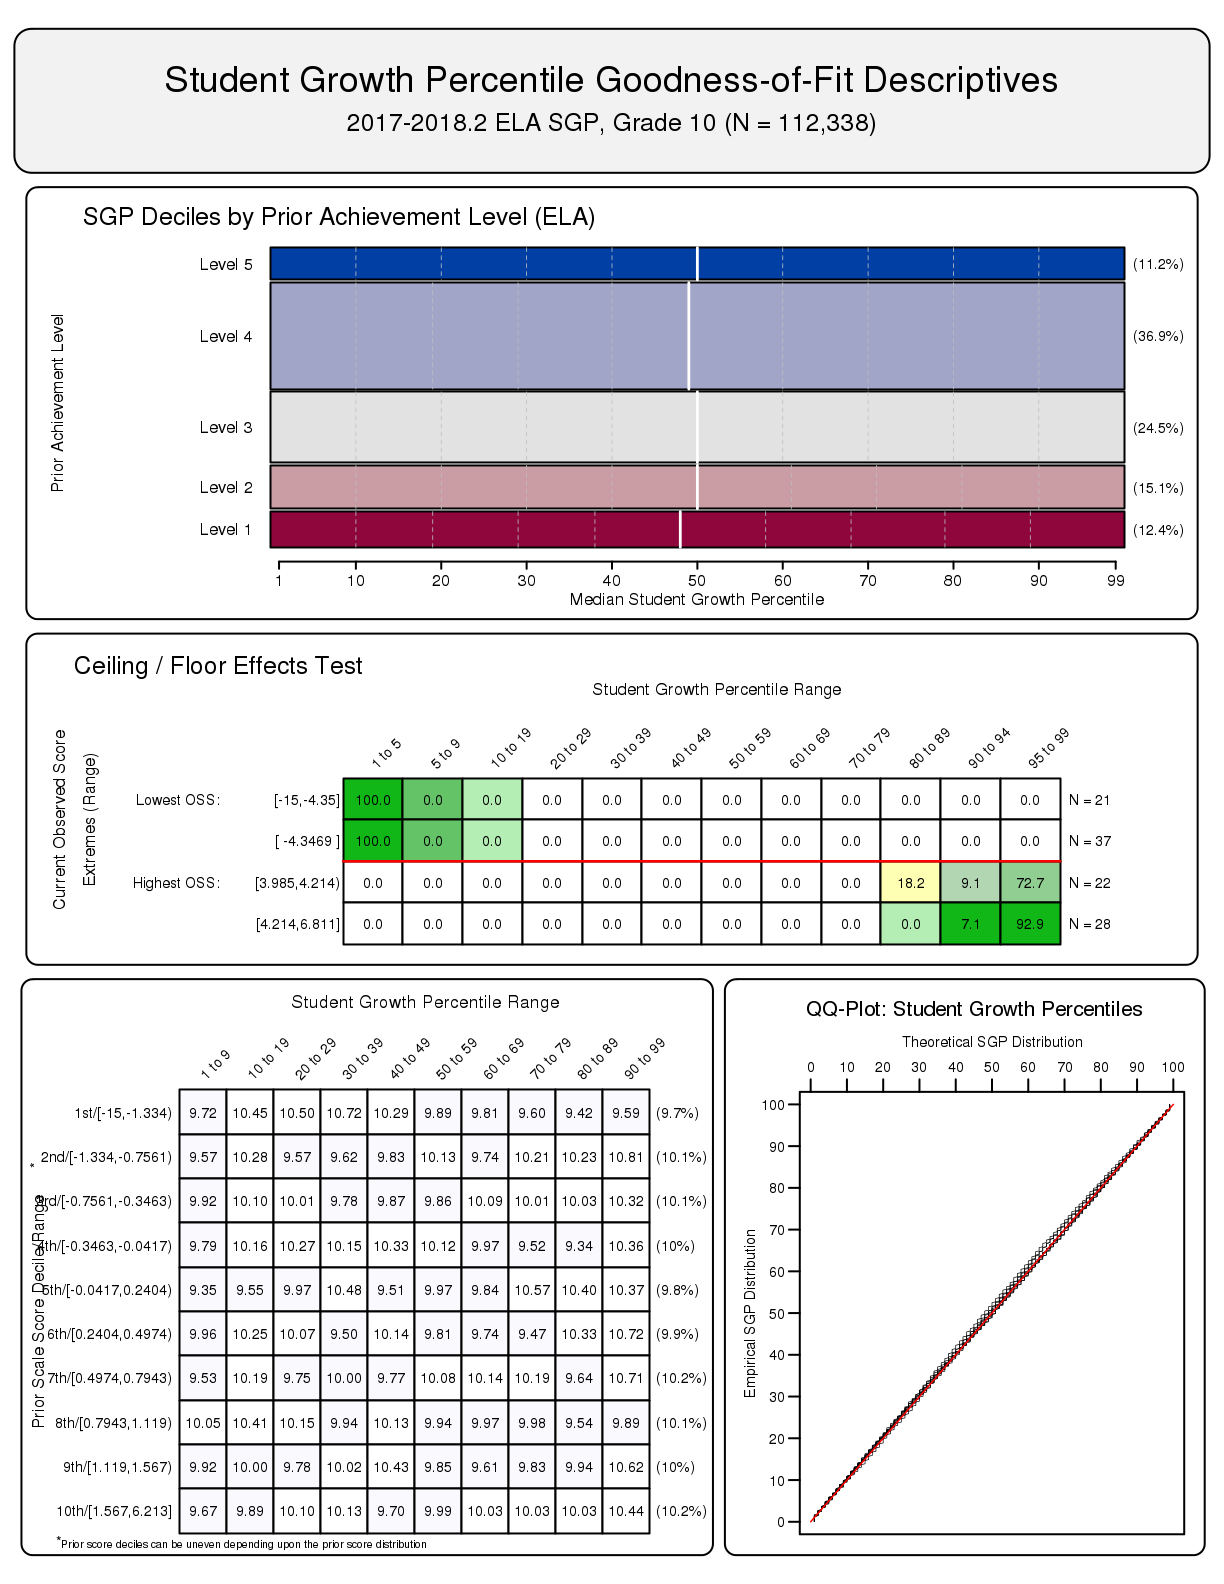 Student Growth Percentile Goodness-of-Fit Descriptives
2017-2018.2 ELA SGP, Grade 10 (N = 112,338)
SGP Deciles by Prior Achievement Level (ELA)
Prior Achievement Level
Level 5 (11.2%)
Level 4 (36.9%)
Level 3 (24.5%)
Level 2 (15.1%)
Level 1 (12.4%)
1 10 20 30 40 50 60 70 80 90 99
Median Student Growth Percentile
Ceiling / Floor Effects Test
Student Growth Percentile Range
Current Observed Score
Extremes (Range)
1 to 5 5 to 9 10 to 19 20 to 29 30 to 39 40 to 49 50 to 59 60 to 69 70 to 79 80 to 89 90 to 94 95 to 99
Lowest OSS: [-15,-4.35] 100.0 0.0 0.0 0.0 0.0 0.0 0.0 0.0 0.0 0.0 0.0 0.0 N = 21
[ -4.3469 ] 100.0 0.0 0.0 0.0 0.0 0.0 0.0 0.0 0.0 0.0 0.0 0.0 N = 37
Highest OSS: [3.985,4.214) 0.0 0.0 0.0 0.0 0.0 0.0 0.0 0.0 0.0 18.2 9.1 72.7 N = 22
[4.214,6.811] 0.0 0.0 0.0 0.0 0.0 0.0 0.0 0.0 0.0 0.0 7.1 92.9 N = 28
Student Growth Percentile Range
Prior Scale Score Decile/Range *
1 to 9 10 to 19 20 to 29 30 to 39 40 to 49 50 to 59 60 to 69 70 to 79 80 to 89 90 to 99
1st/[-15,-1.334) 9.72 10.45 10.50 10.72 10.29 9.89 9.81 9.60 9.42 9.59 (9.7%)
2nd/[-1.334,-0.7561) 9.57 10.28 9.57 9.62 9.83 10.13 9.74 10.21 10.23 10.81 (10.1%)
3rd/[-0.7561,-0.3463) 9.92 10.10 10.01 9.78 9.87 9.86 10.09 10.01 10.03 10.32 (10.1%)
4th/[-0.3463,-0.0417) 9.79 10.16 10.27 10.15 10.33 10.12 9.97 9.52 9.34 10.36 (10%)
5th/[-0.0417,0.2404) 9.35 9.55 9.97 10.48 9.51 9.97 9.84 10.57 10.40 10.37 (9.8%)
6th/[0.2404,0.4974) 9.96 10.25 10.07 9.50 10.14 9.81 9.74 9.47 10.33 10.72 (9.9%)
7th/[0.4974,0.7943) 9.53 10.19 9.75 10.00 9.77 10.08 10.14 10.19 9.64 10.71 (10.2%)
8th/[0.7943,1.119) 10.05 10.41 10.15 9.94 10.13 9.94 9.97 9.98 9.54 9.89 (10.1%)
9th/[1.119,1.567) 9.92 10.00 9.78 10.02 10.43 9.85 9.61 9.83 9.94 10.62 (10%)
10th/[1.567,6.213] 9.67 9.89 10.10 10.13 9.70 9.99 10.03 10.03 10.03 10.44 (10.2%)
*Prior score deciles can be uneven depending upon the prior score distribution
QQ-Plot: Student Growth Percentiles
Theoretical SGP Distribution
0 10 20 30 40 50 60 70 80 90 100
Empirical SGP Distribution
100
90
80
70
60
50
40
30
20
10
0